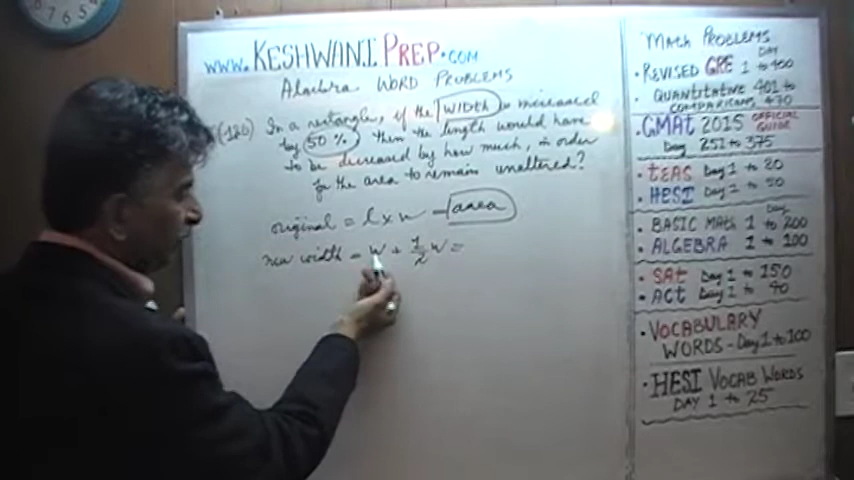 www.KESHWANI PREP.COM
Algebra WORD PROBLEMS
(120) In a rectangle, if the WIDTH is increased
by 50% then the length would have
to be decreased by how much, in order
for the area to remain unaltered?
original = l x w = area
new width = w + 1/2 w =
MATH PROBLEMS
DAY
• REVISED GRE 1 to 400
• QUANTITATIVE 401 to
COMPARISONS 470
• GMAT 2015 OFFICIAL GUIDE
Day 251 to 375
• TEAS Day 1 to 20
• HESI Day 1 to 50
Day
• BASIC MATH 1 to 200
• ALGEBRA 1 to 100
• SAT Day 1 to 150
• ACT Day 1 to 40
• VOCABULARY
WORDS - Day 1 to 100
• HESI VOCAB WORDS
DAY 1 to 25
7 6 5